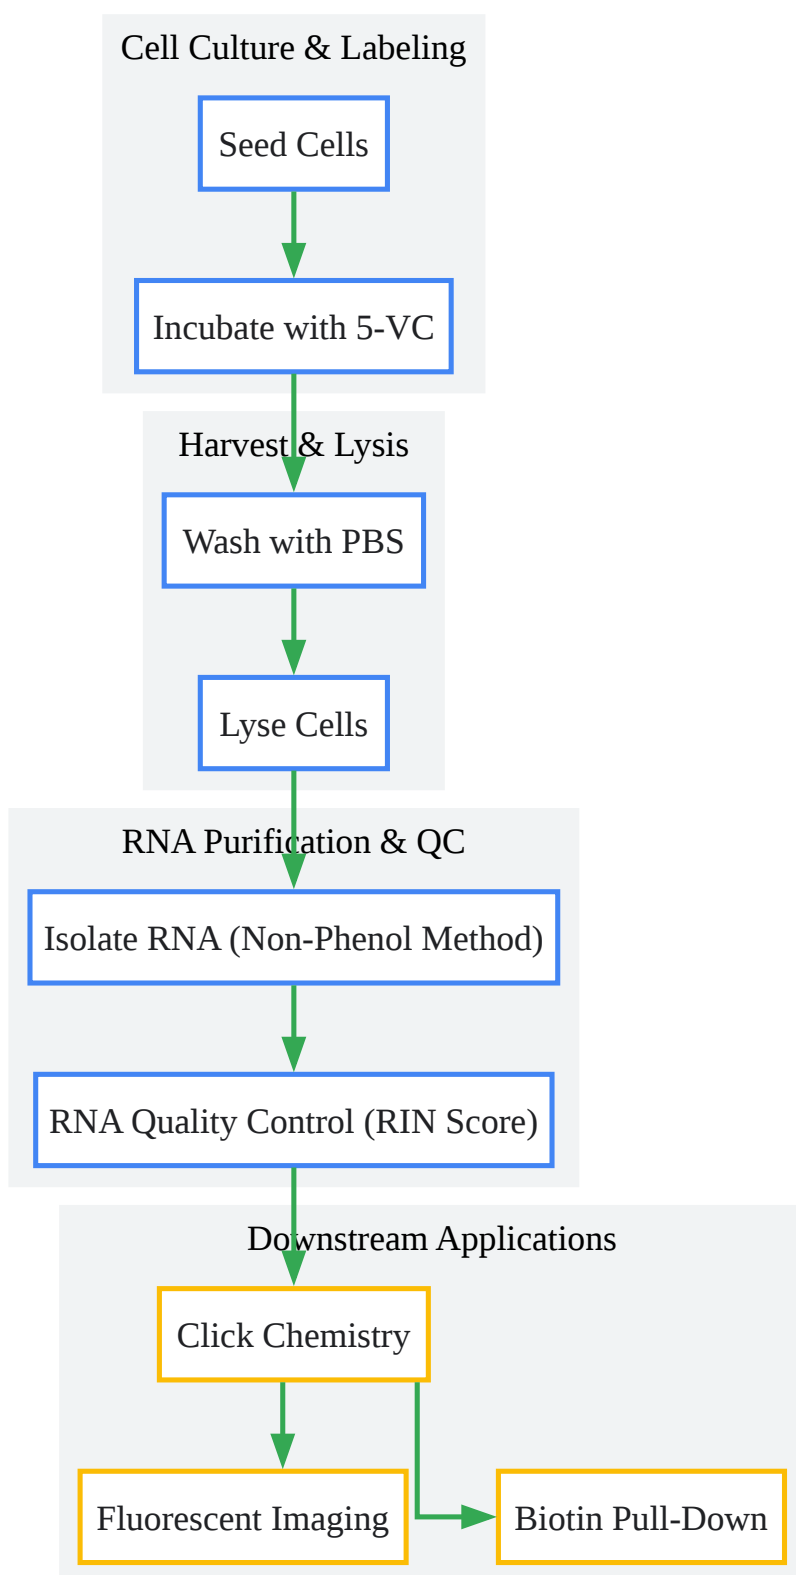 Cell Culture & Labeling
Seed Cells
Incubate with 5-VC
Harvest & Lysis
Wash with PBS
Lyse Cells
RNA Purification & QC
Isolate RNA (Non-Phenol Method)
RNA Quality Control (RIN Score)
Downstream Applications
Click Chemistry
Fluorescent Imaging
Biotin Pull-Down